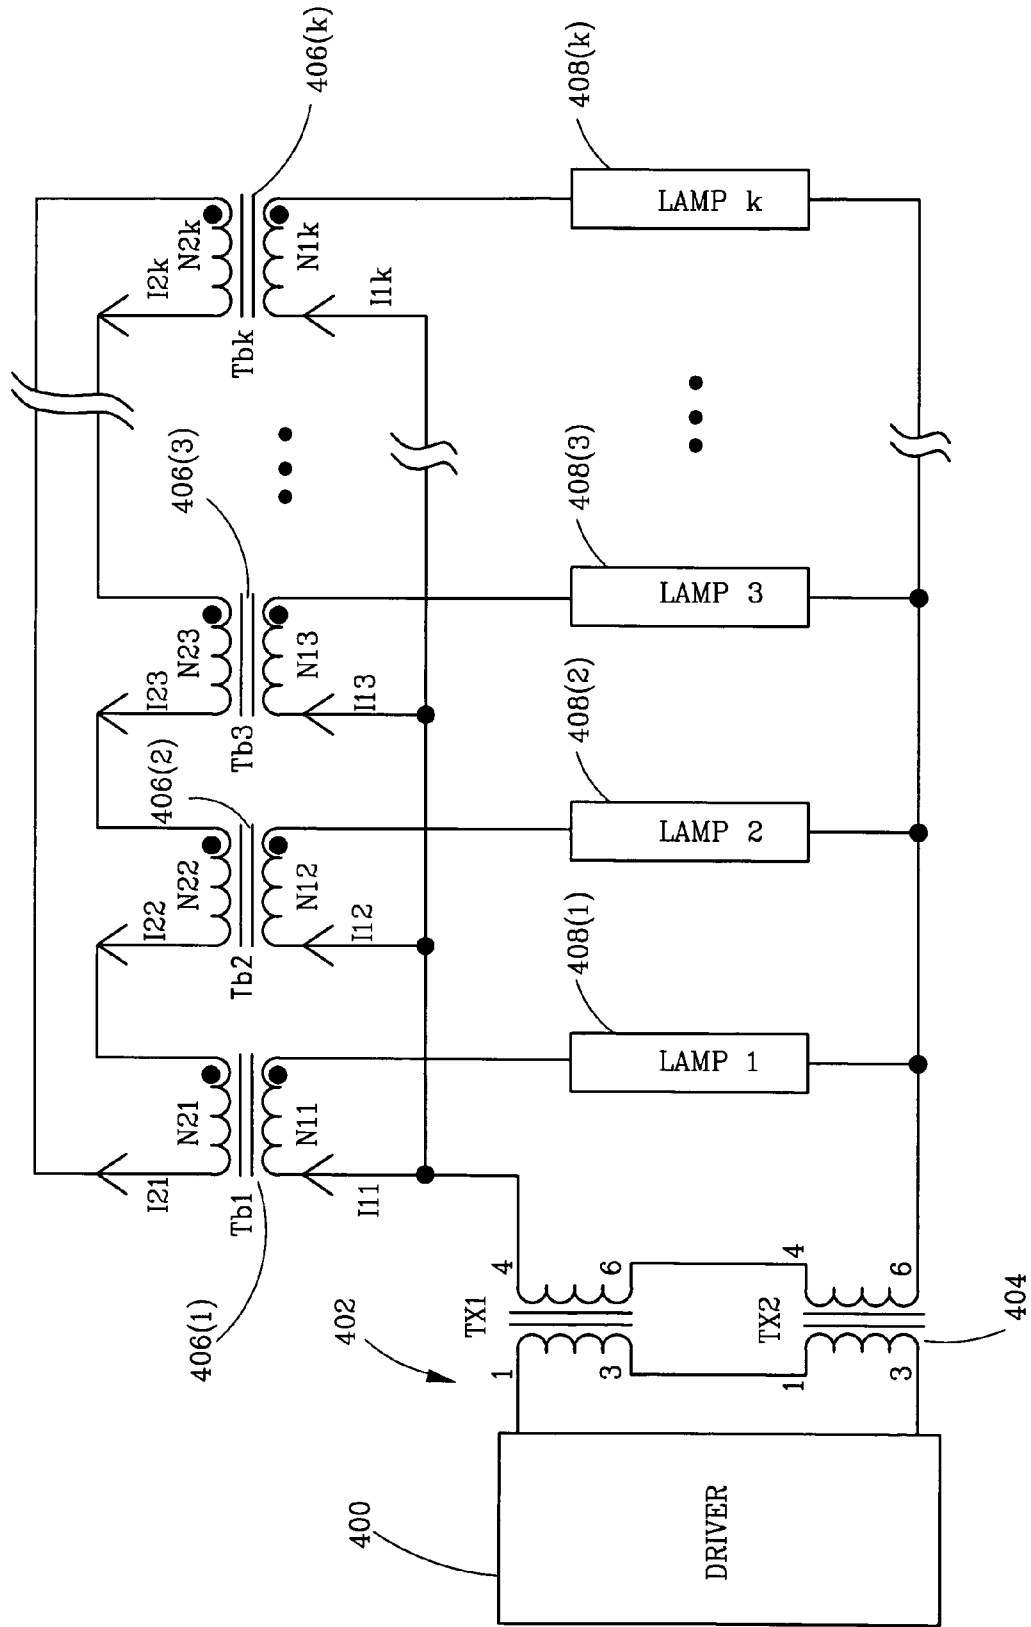 406(1)
406(2)
406(3)
406(k)
I21
I22
I23
I2k
N21
N22
N23
N2k
Tb1
Tb2
Tb3
Tbk
N11
N12
N13
N1k
I11
I12
I13
I1k
402
TX1
4
1
3
6
TX2
4
1
3
6
404
400
DRIVER
408(1)
408(2)
408(3)
408(k)
LAMP 1
LAMP 2
LAMP 3
LAMP k